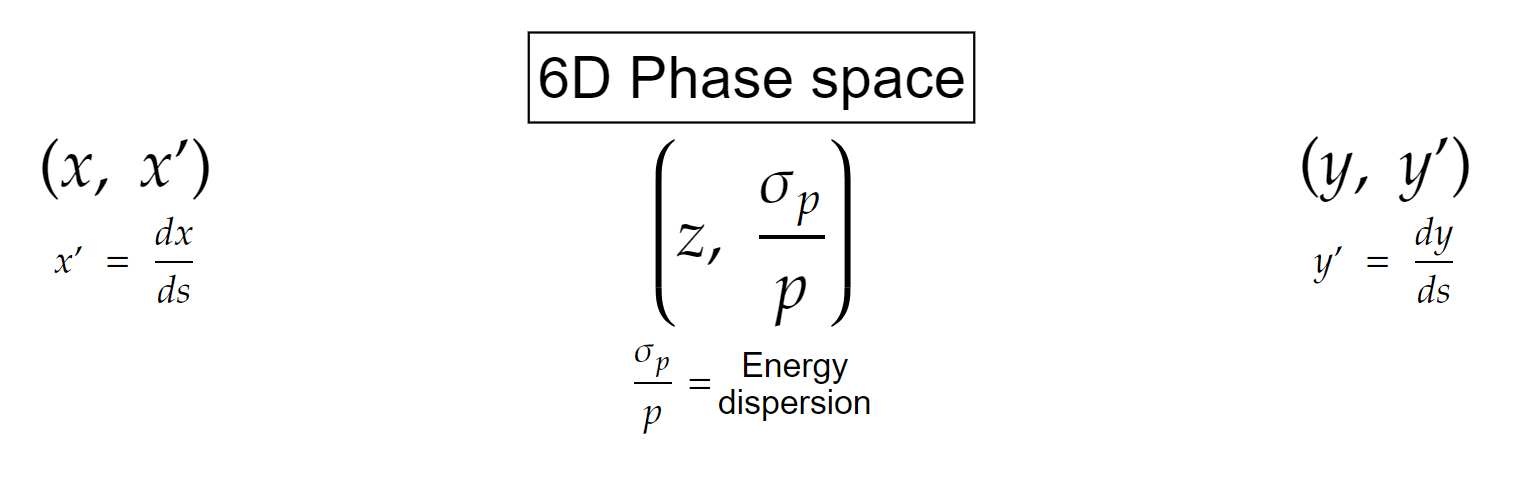 6D Phase space
(x, x′)
x′ = dx/ds
(z, σ_p/p)
σ_p/p = Energy
dispersion
(y, y′)
y′ = dy/ds